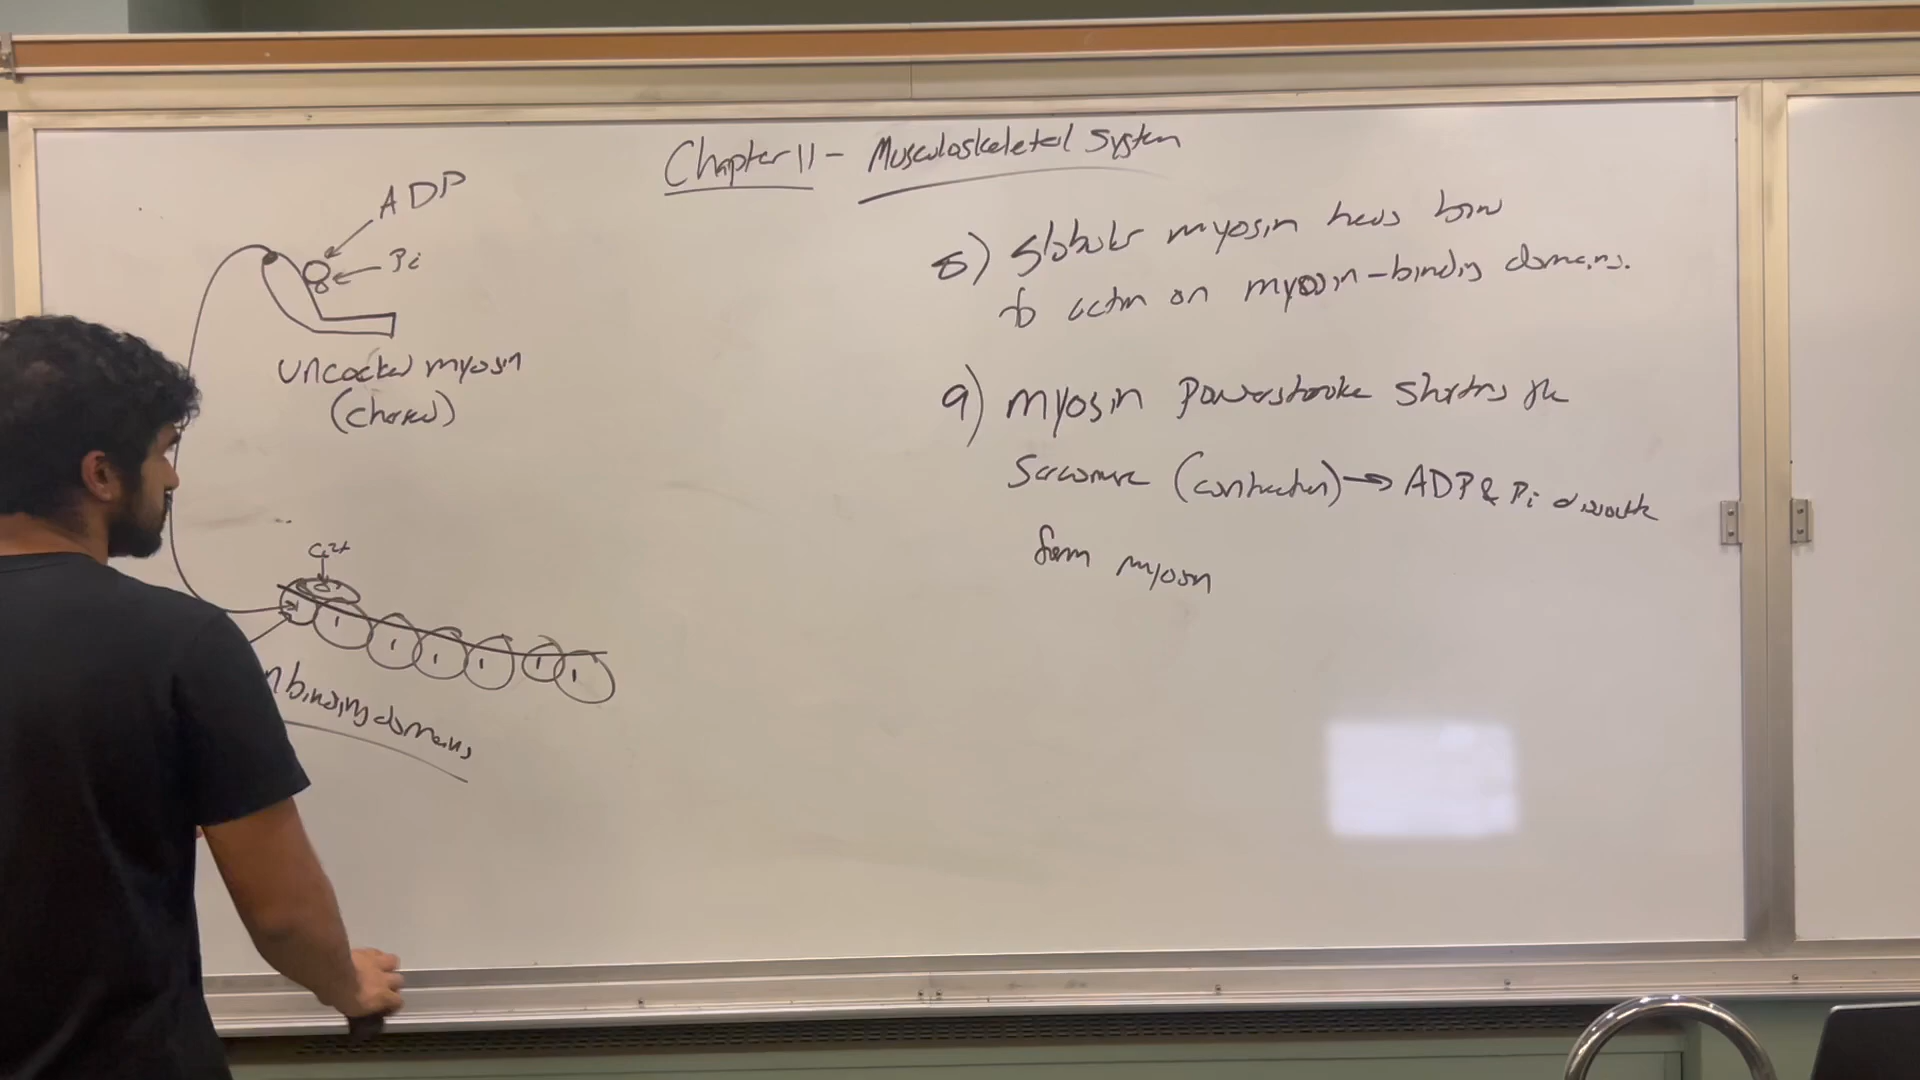 Chapter 11 - Musculoskeletal System
ADP
Pi
Uncocked myosin
(charged)
Ca2+
binding domains
8) Globular myosin heads bind
to actin on myosin-binding domains.
9) Myosin Powerstroke shortens the
Sarcomere (contraction) → ADP & Pi dissociate
from myosin